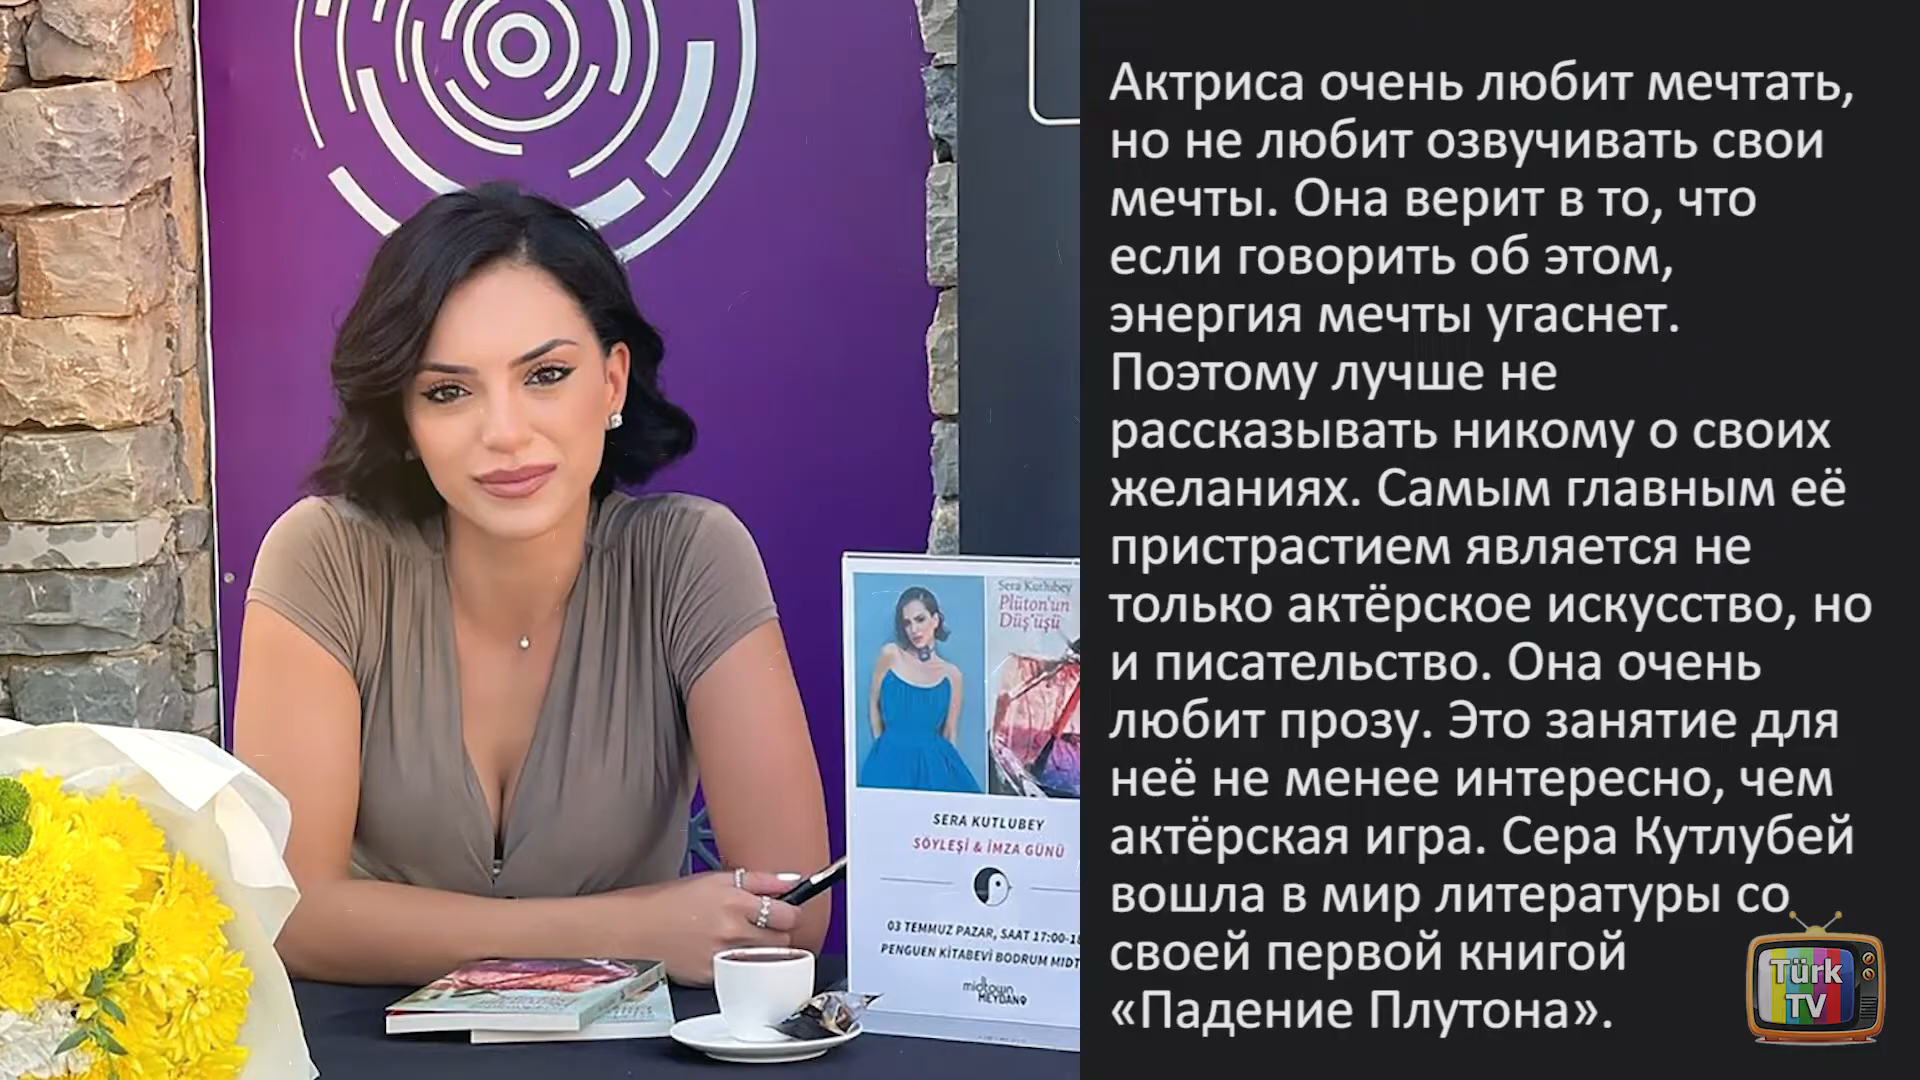 Актриса очень любит мечтать,
но не любит озвучивать свои
мечты. Она верит в то, что
если говорить об этом,
энергия мечты угаснет.
Поэтому лучше не
рассказывать никому о своих
желаниях. Самым главным её
пристрастием является не
только актёрское искусство, но
и писательство. Она очень
любит прозу. Это занятие для
неё не менее интересно, чем
актёрская игра. Сера Кутлубей
вошла в мир литературы со
своей первой книгой
«Падение Плутона».
Sera Kutlubey
Plüton'un
Düş'üşü
SERA KUTLUBEY
SÖYLEŞİ & İMZA GÜNÜ
03 TEMMUZ PAZAR, SAAT 17:00-18
PENGUEN KİTABEVİ BODRUM MIDT
midtown
MEYDAN
Türk
TV